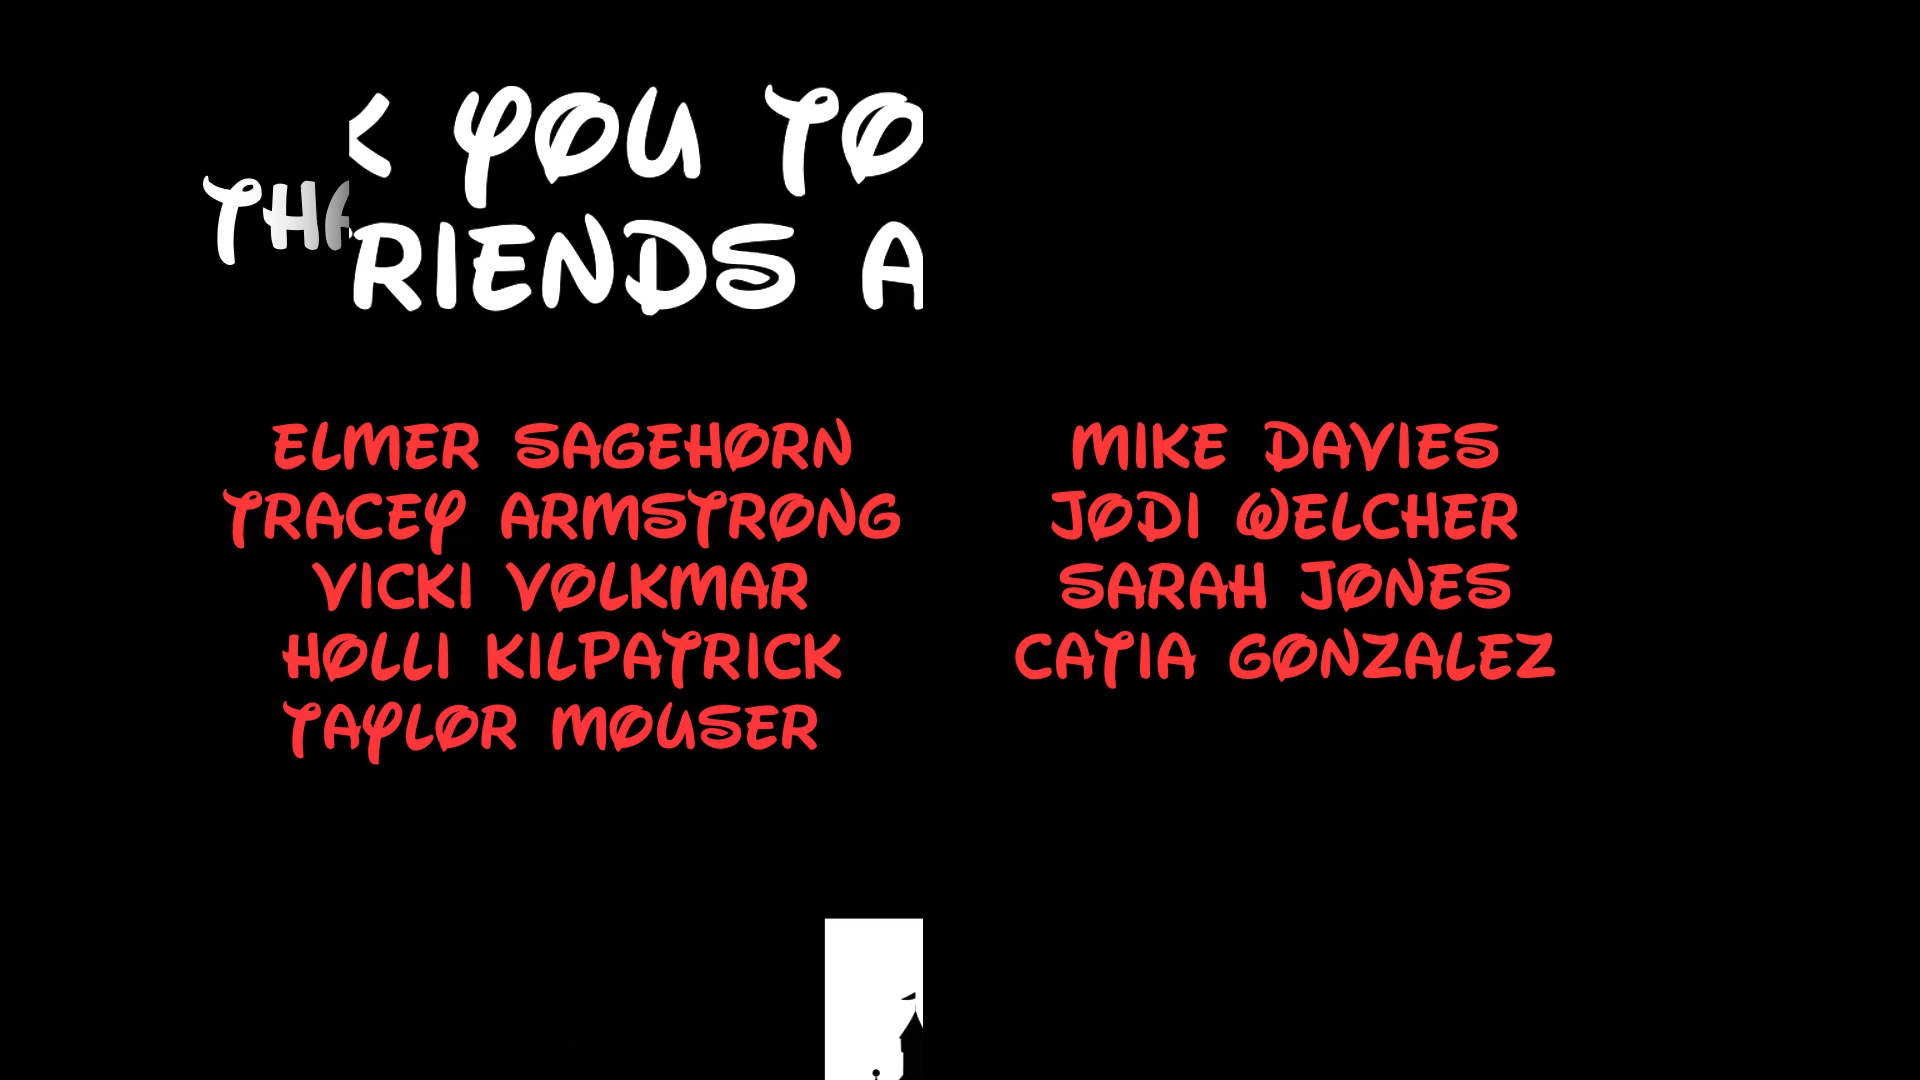 K YOU TO
THA
RIENDS A
ELMER SAGEHORN
TRACEY ARMSTRONG
VICKI VOLKMAR
HOLLI KILPATRICK
TAYLOR MOUSER
MIKE DAVIES
JODI WELCHER
SARAH JONES
CATIA GONZALEZ